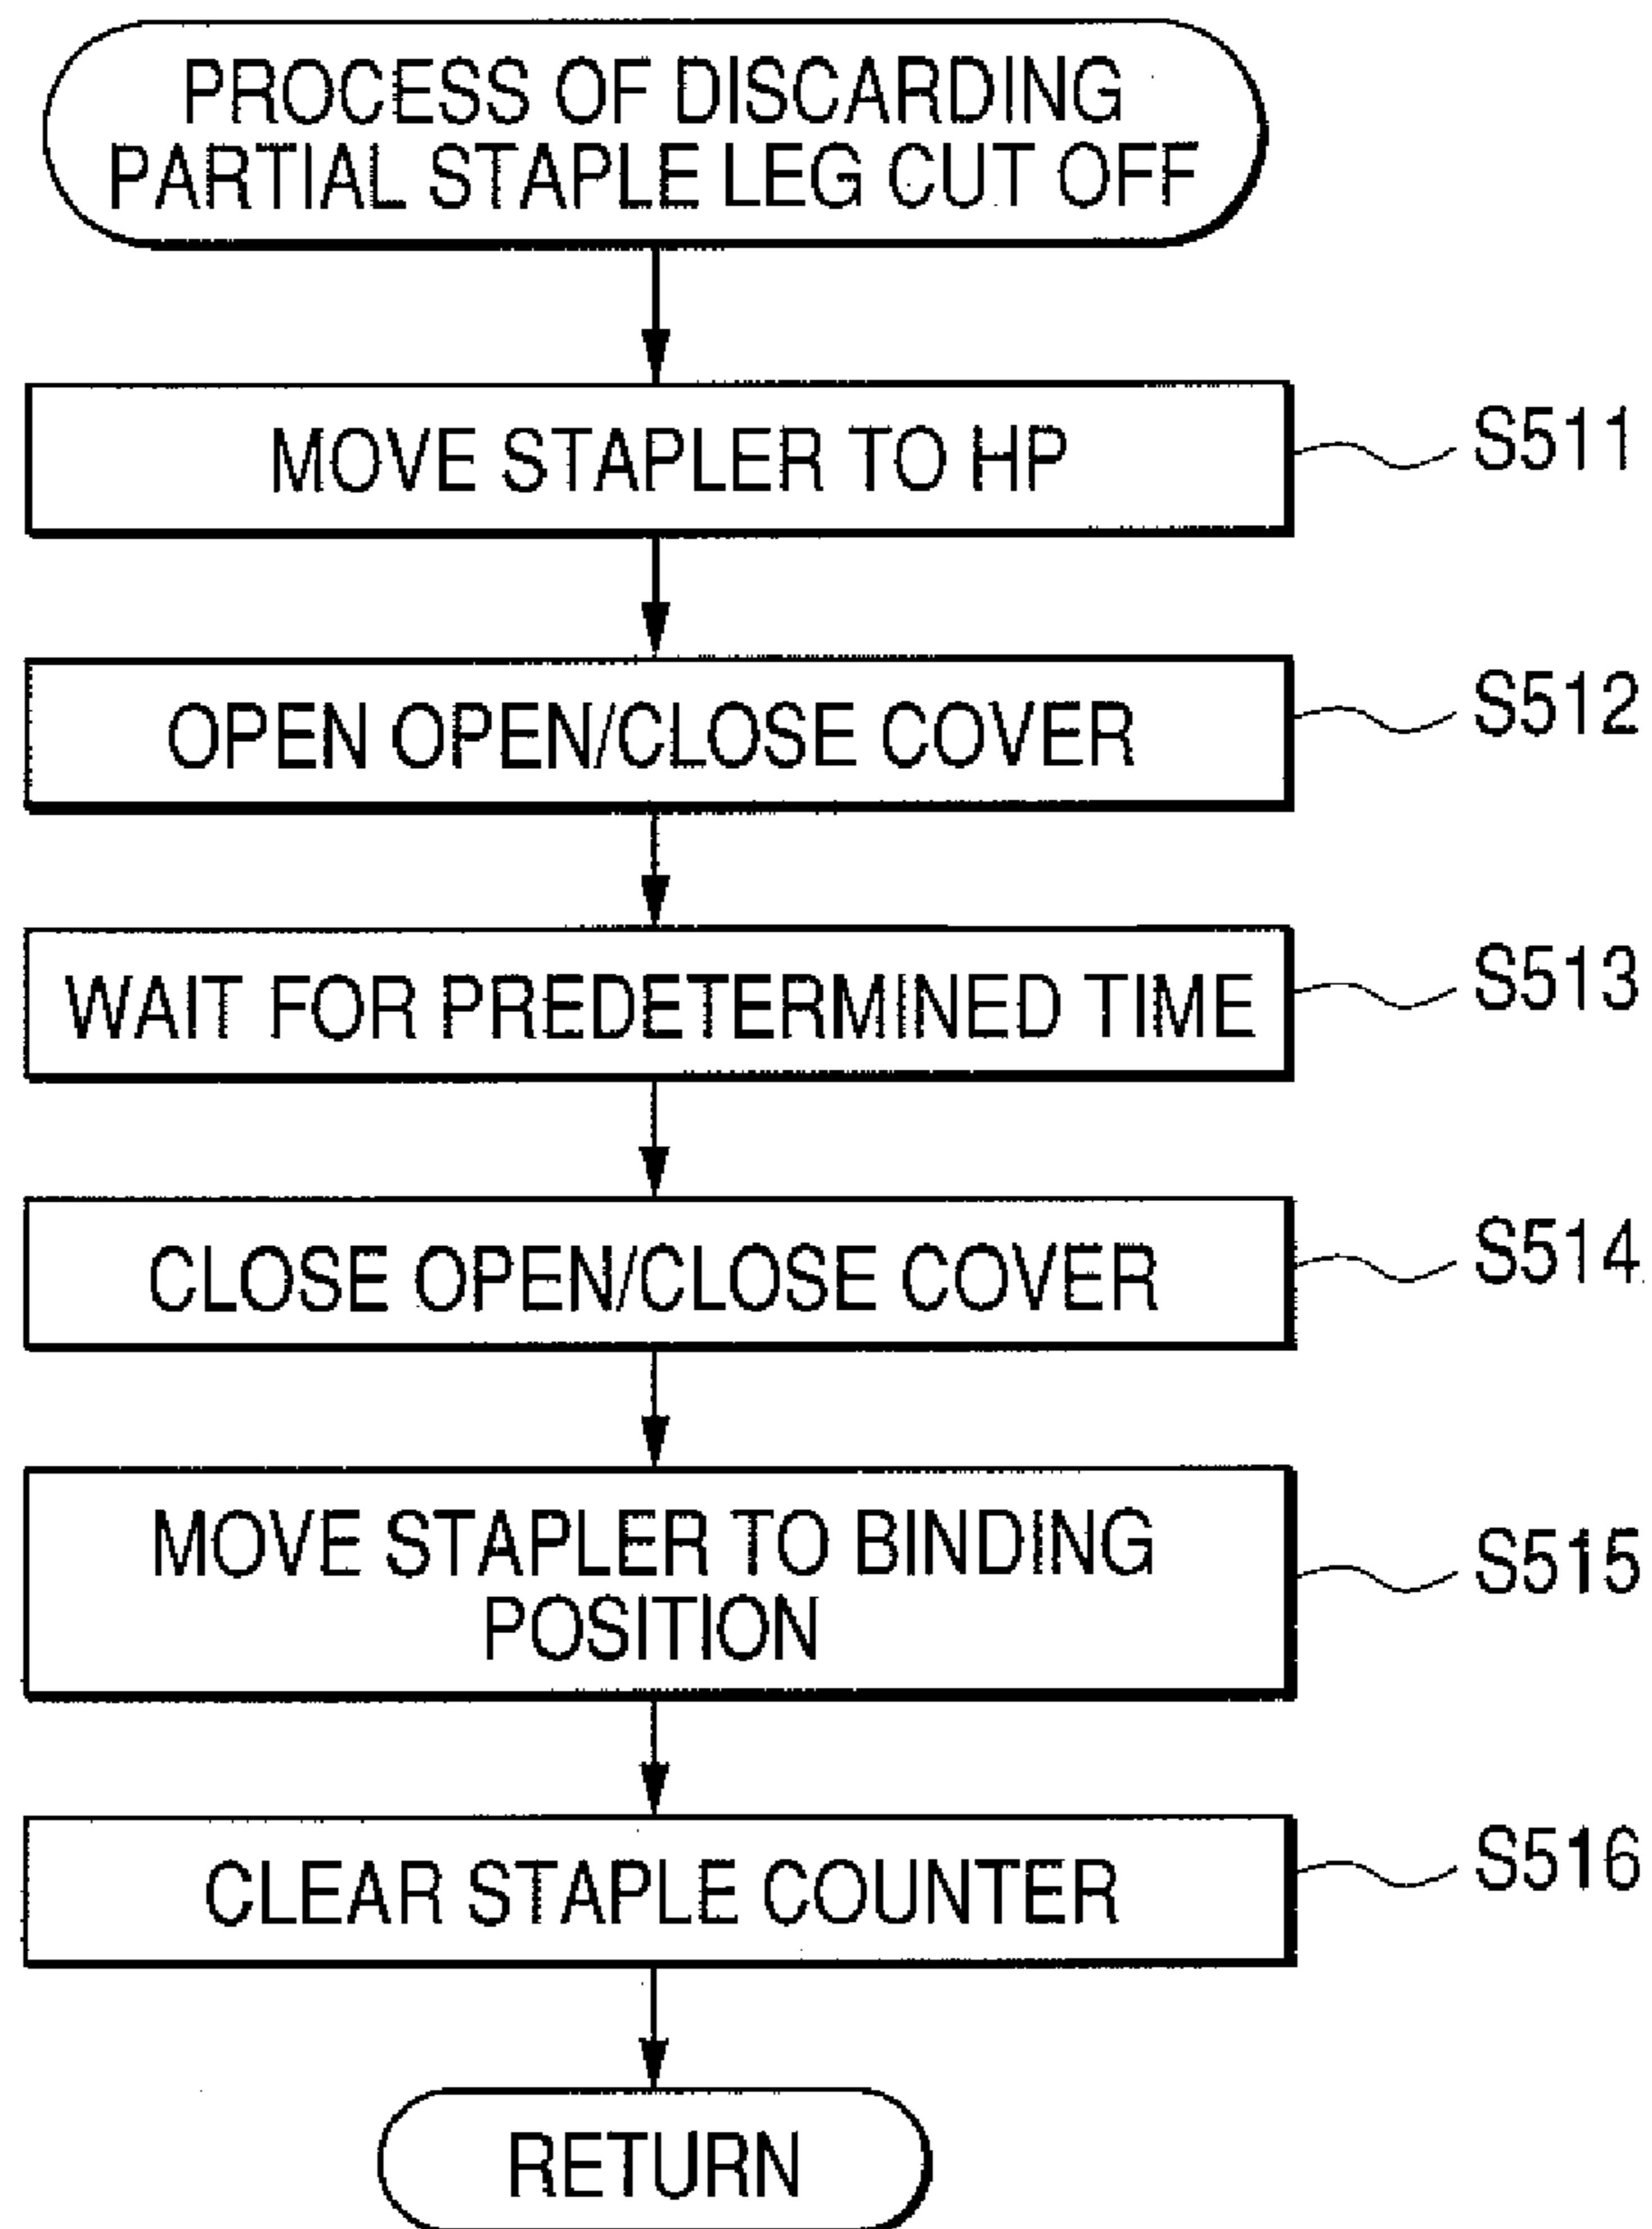 PROCESS OF DISCARDING
PARTIAL STAPLE LEG CUT OFF
MOVE STAPLER TO HP
S511
OPEN OPEN/CLOSE COVER
S512
WAIT FOR PREDETERMINED TIME
S513
CLOSE OPEN/CLOSE COVER
S514
MOVE STAPLER TO BINDING
POSITION
S515
CLEAR STAPLE COUNTER
S516
RETURN